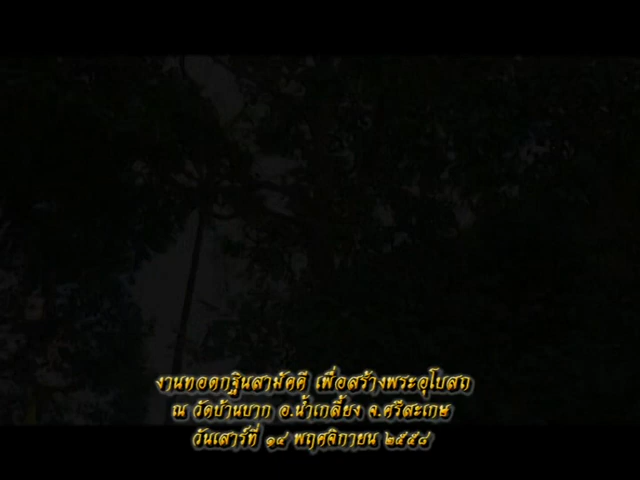 งานทอดกฐินสามัคคี เพื่อสร้างพระอุโบสถ
ณ วัดบ้านบาก อ.น้ำเกลี้ยง จ.ศรีสะเกษ
วันเสาร์ที่ ๑๔ พฤศจิกายน ๒๕๕๘